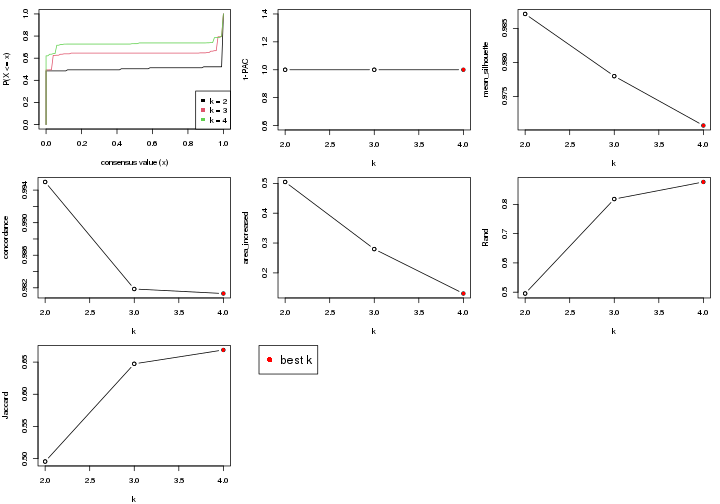 P(X <= x)
0.0 0.2 0.4 0.6 0.8 1.0
k = 2
k = 3
k = 4
0.0 0.2 0.4 0.6 0.8 1.0
consensus value (x)
1-PAC
0.6 0.8 1.0 1.2 1.4
2.0 2.5 3.0 3.5 4.0
k
mean_silhouette
0.975 0.980 0.985
2.0 2.5 3.0 3.5 4.0
k
concordance
0.982 0.986 0.990 0.994
2.0 2.5 3.0 3.5 4.0
k
area_increased
0.2 0.3 0.4 0.5
2.0 2.5 3.0 3.5 4.0
k
Rand
0.5 0.6 0.7 0.8
2.0 2.5 3.0 3.5 4.0
k
Jaccard
0.50 0.55 0.60 0.65
2.0 2.5 3.0 3.5 4.0
k
best k